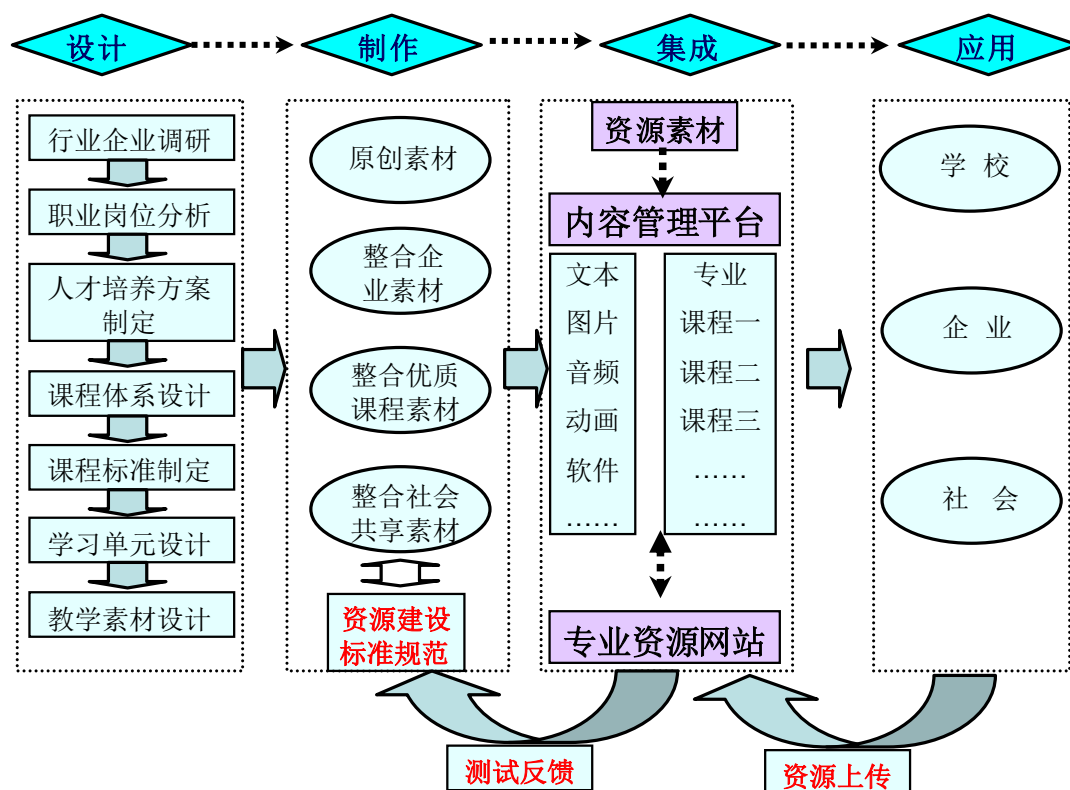 设计
制作
集成
应用
行业企业调研
职业岗位分析
人才培养方案
制定
课程体系设计
课程标准制定
学习单元设计
教学素材设计
原创素材
整合企
业素材
整合优质
课程素材
整合社会
共享素材
资源建设
标准规范
资源素材
内容管理平台
文本
图片
音频
动画
软件
……
专业
课程一
课程二
课程三
……
……
专业资源网站
学 校
企 业
社 会
测试反馈
资源上传